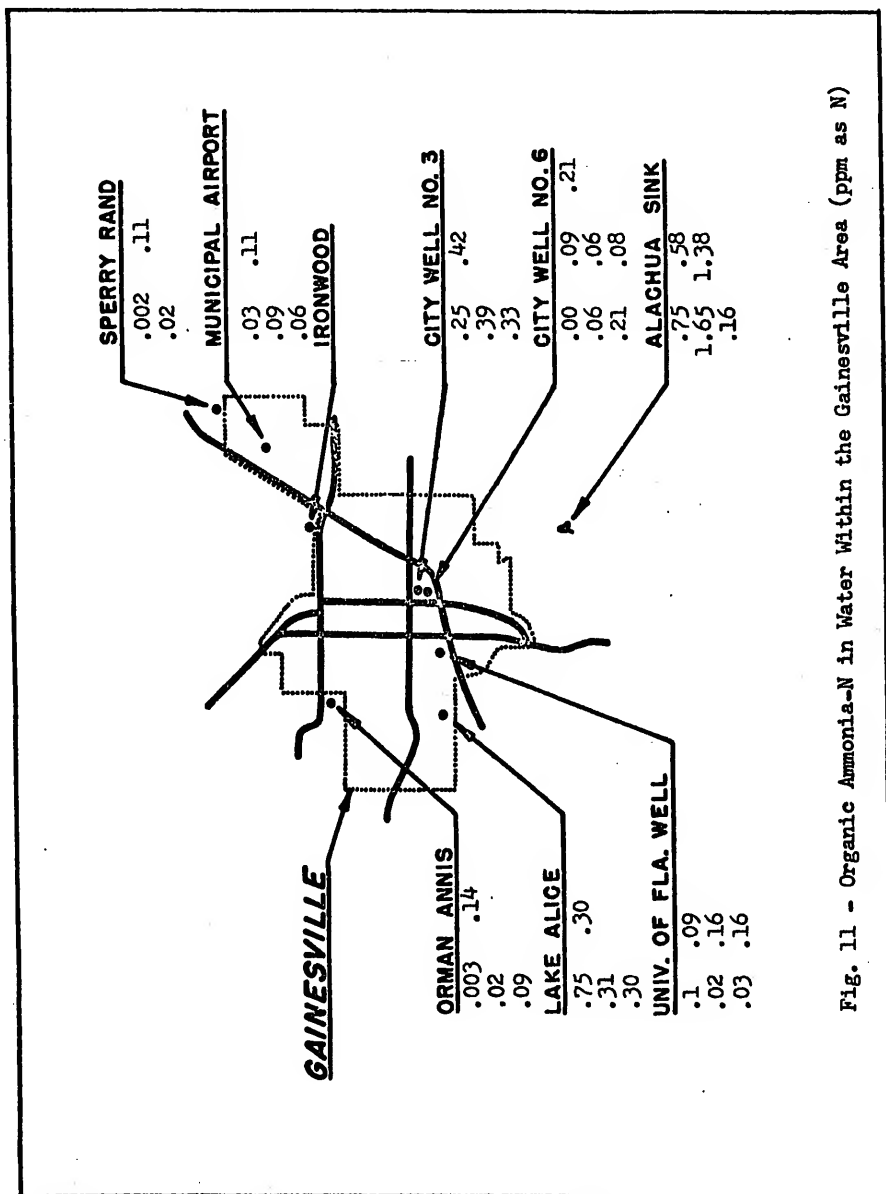 SPERRY RAND
.002 .11
.02
MUNICIPAL AIRPORT
.03 .11
.09
.06
IRONWOOD
GAINESVILLE
CITY WELL NO. 3
.25 .42
.39
.33
ORMAN ANNIS
.003 .14
.02
.09
CITY WELL NO. 6
.00 .09 .21
.06 .06
.21 .08
LAKE ALICE
.75 .30
.31
.30
ALACHUA SINK
.75 .58
1.65 1.38
.16
UNIV. OF FLA. WELL
.1 .09
.02 .16
.03 .16
Fig. 11 - Organic Ammonia-N in Water Within the Gainesville Area (ppm as N)